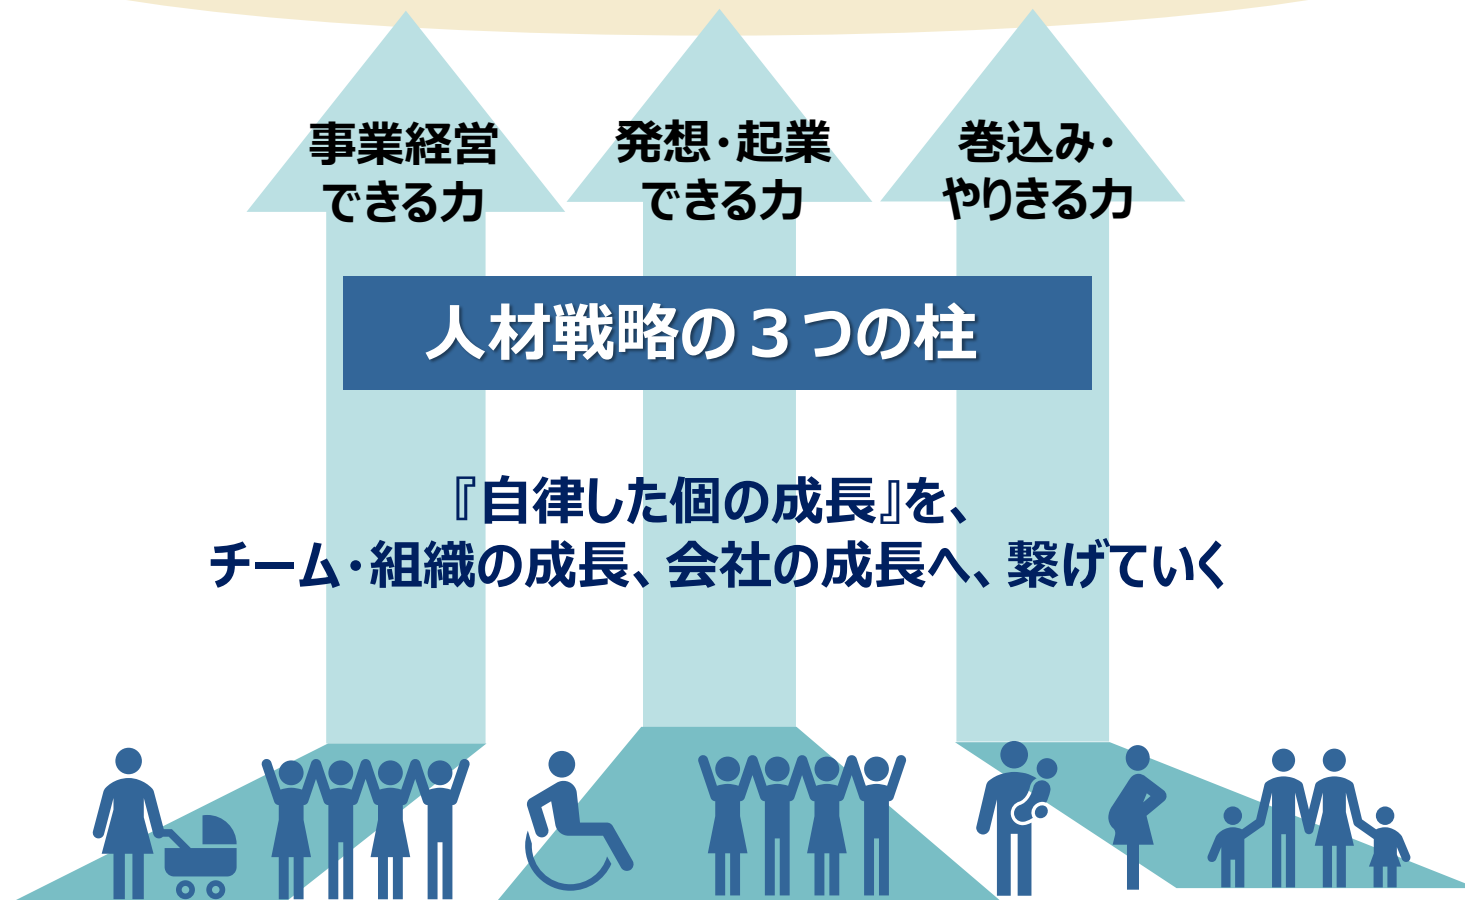 事業経営
できる力
発想・起業
できる力
巻込み・
やりきる力
人材戦略の３つの柱
『自律した個の成長』を、
チーム・組織の成長、会社の成長へ、繋げていく